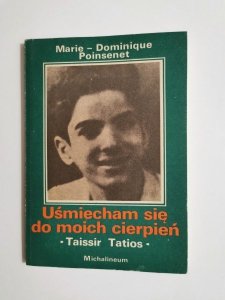 Marie - Dominique
Poinsenet
Uśmiecham się
do moich cierpień
- Taissir Tatios -
Michalineum